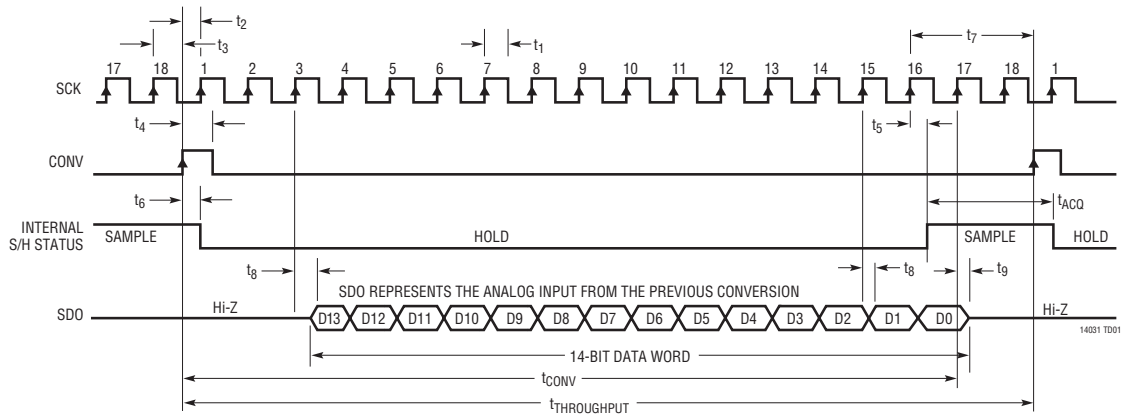 t2
t3
t1
t7
17 18 1 2 3 4 5 6 7 8 9 10 11 12 13 14 15 16 17 18 1
SCK
t4
t5
CONV
t6
tACQ
INTERNAL
S/H STATUS
SAMPLE HOLD SAMPLE HOLD
t8
t8
t9
SDO REPRESENTS THE ANALOG INPUT FROM THE PREVIOUS CONVERSION
Hi-Z Hi-Z
SDO
D13 D12 D11 D10 D9 D8 D7 D6 D5 D4 D3 D2 D1 D0
14031 TD01
14-BIT DATA WORD
tCONV
tTHROUGHPUT